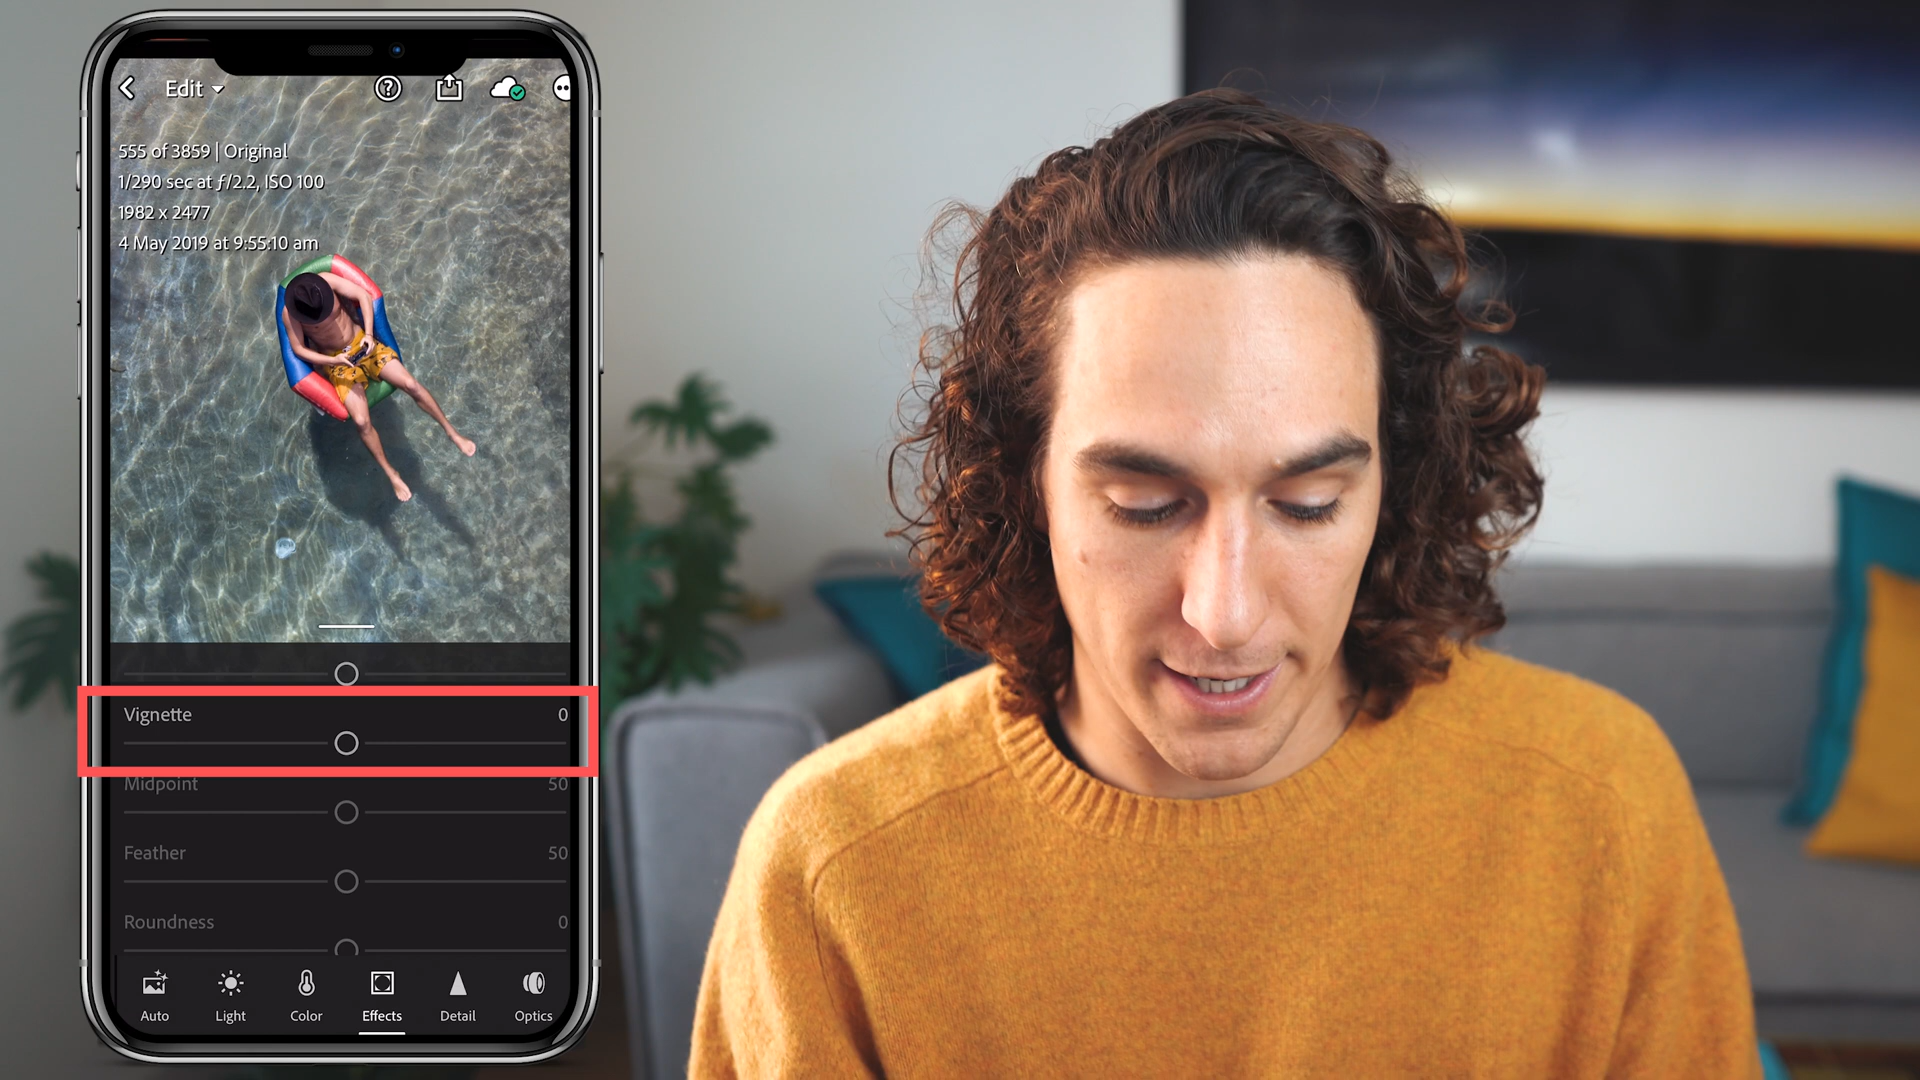 Edit
555 of 3859 | Original
1/290 sec at ƒ/2.2, ISO 100
1982 x 2477
4 May 2019 at 9:55:10 am
Vignette 0
Midpoint 50
Feather 50
Roundness 0
Auto Light Color Effects Detail Optics